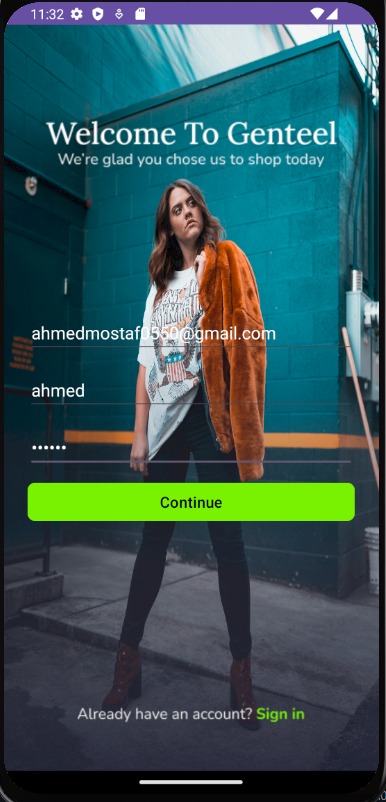 11:32
Welcome To Genteel
We're glad you chose us to shop today
ahmedmostaf0550@gmail.com
ahmed
••••••
Continue
Already have an account? Sign in